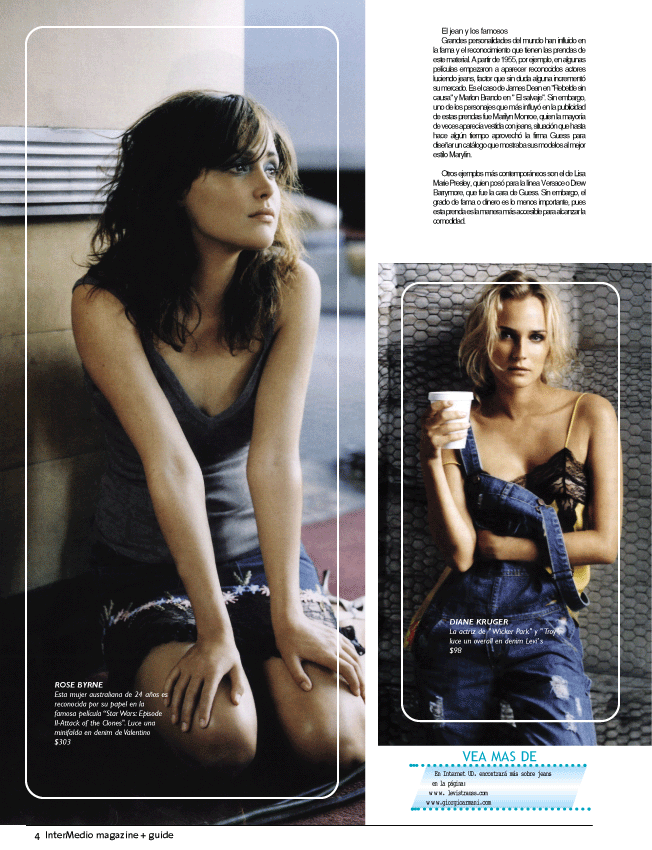 El jean y los famosos
Grandes personalidades del mundo han influido en
la fama y el reconocimiento que tienen las prendas de
este material. A partir de 1955, por ejemplo, en algunas
películas empezaron a aparecer reconocidos actores
luciendo jeans, factor que sin duda alguna incrementó
su mercado. Es el caso de James Dean en "Rebelde sin
causa" y Marlon Brando en " El salvaje". Sin embargo,
uno de los personajes que más influyó en la publicidad
de estas prendas fue Marilyn Monroe, quien la mayoría
de veces aparecía vestida con jeans, situación que hasta
hace algún tiempo aprovechó la firma Guess para
diseñar un catálogo que mostraba sus modelos al mejor
estilo Marylin.
Otros ejemplos más contemporáneos son el de Lisa
Marie Presley, quien posó para la línea Versace o Drew
Barrymore, que fue la cara de Guess. Sin embargo, el
grado de fama o dinero es lo menos importante, pues
esta prenda es la manera más accesible para alcanzar la
comodidad.
DIANE KRUGER
La actriz de "Wicker Park" y "Troy",
luce un overall en denim Levi's
$98
ROSE BYRNE
Esta mujer australiana de 24 años es
reconocida por su papel en la
famosa película "Star Wars: Episode
II-Attack of the Clones". Luce una
minifalda en denim de Valentino
$303
VEA MAS DE
En Internet UD. encontrará más sobre jeans
en la página:
www. levistrauss.com
www.giorgioarmani.com
4 InterMedio magazine + guide